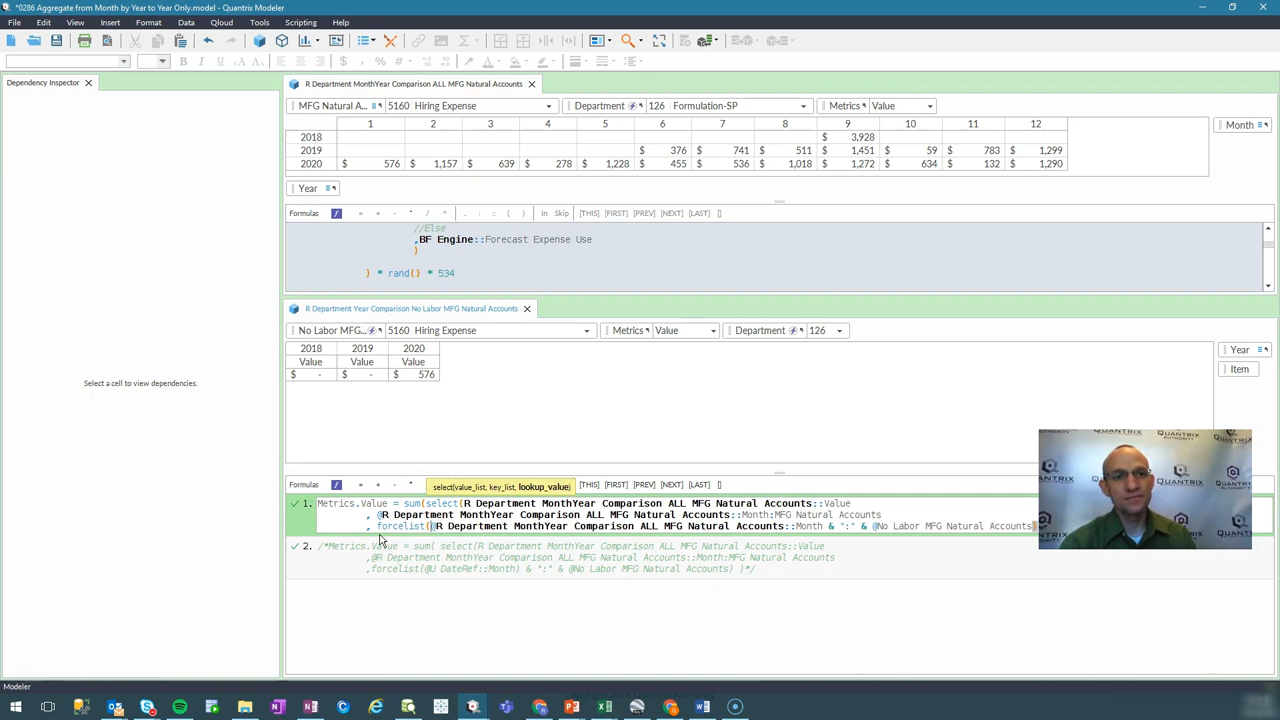 *0286 Aggregate from Month by Year to Year Only.model - Quantrix Modeler
File Edit View Insert Format Data Qloud Tools Scripting Help
Dependency Inspector
R Department MonthYear Comparison ALL MFG Natural Accounts
MFG Natural A... 5160 Hiring Expense Department 126 Formulation-SP Metrics Value
1 2 3 4 5 6 7 8 9 10 11 12
Month
2018 $ 3,928
2019 $ 376 $ 741 $ 511 $ 1,451 $ 59 $ 783 $ 1,299
2020 $ 576 $ 1,157 $ 639 $ 278 $ 1,228 $ 455 $ 536 $ 1,018 $ 1,272 $ 634 $ 132 $ 1,290
Year
Formulas = + - * / ^ .. : :: ( ) In Skip [THIS] [FIRST] [PREV] [NEXT] [LAST] []
//Else
,BF Engine::Forecast Expense Use
)
) * rand() * 534
R Department Year Comparison No Labor MFG Natural Accounts
No Labor MFG... 5160 Hiring Expense Metrics Value Department 126
2018 2019 2020
Year
Value Value Value
Item
$ - $ - $ 576
Select a cell to view dependencies.
QUANTRIX
Formulas = + - * select(value_list, key_list, lookup_value) [THIS] [FIRST] [PREV] [NEXT] [LAST] []
1. Metrics.Value = sum(select(R Department MonthYear Comparison ALL MFG Natural Accounts::Value
, @R Department MonthYear Comparison ALL MFG Natural Accounts::Month:MFG Natural Accounts
, forcelist(@R Department MonthYear Comparison ALL MFG Natural Accounts::Month & ":" & @No Labor MFG Natural Accounts)
2. /*Metrics.Value = sum( select(R Department MonthYear Comparison ALL MFG Natural Accounts::Value
,@R Department MonthYear Comparison ALL MFG Natural Accounts::Month:MFG Natural Accounts
,forcelist(@U DateRef::Month) & ":" & @No Labor MFG Natural Accounts) )*/
Modeler